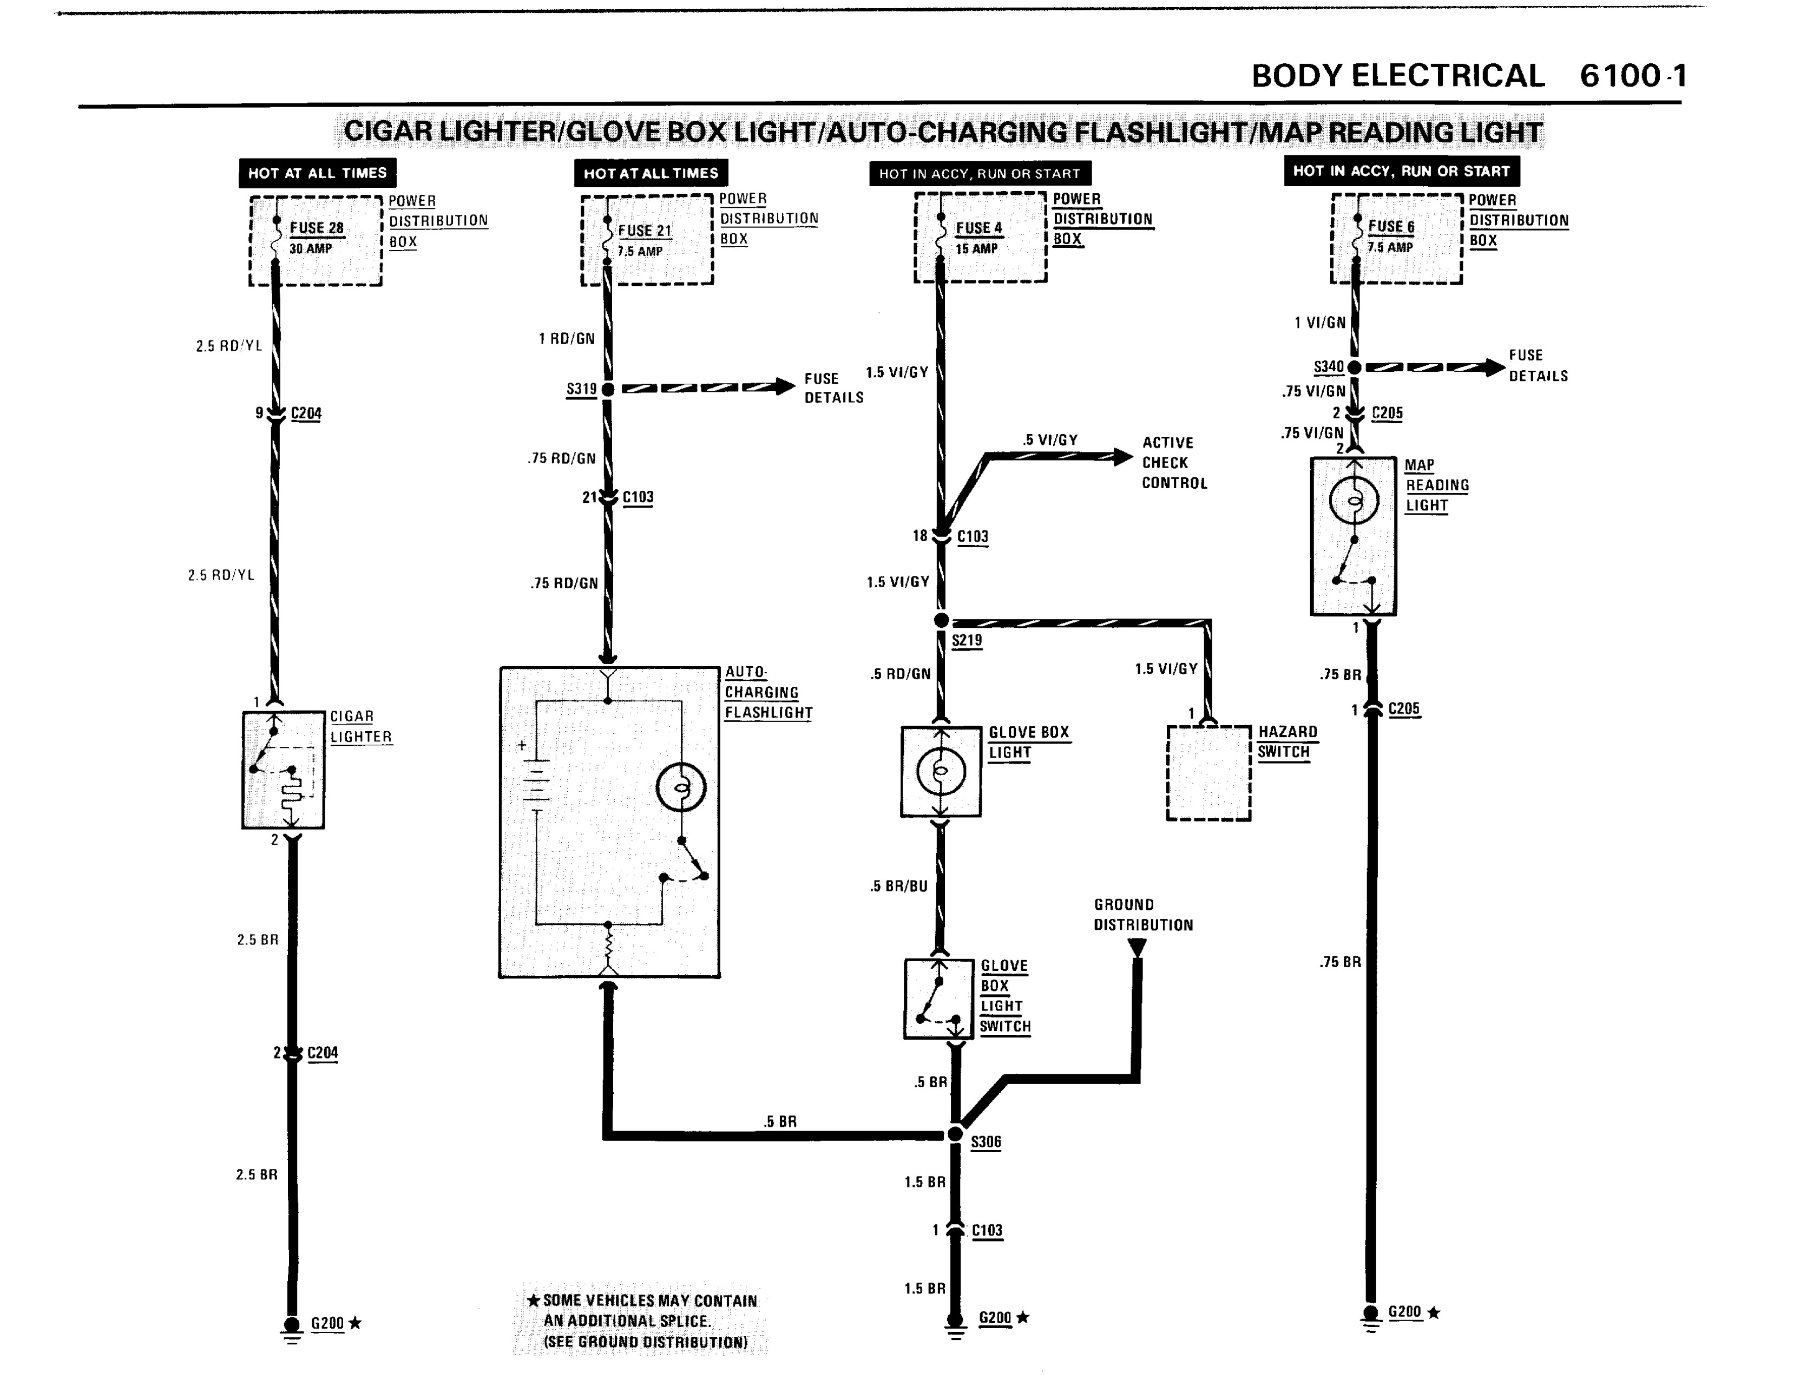 BODY ELECTRICAL 6100-1
CIGAR LIGHTER/GLOVE BOX LIGHT/AUTO-CHARGING FLASHLIGHT/MAP READING LIGHT
HOT AT ALL TIMES
POWER
DISTRIBUTION
BOX
FUSE 28
30 AMP
2.5 RD/YL
9 C204
2.5 RD/YL
1
CIGAR
LIGHTER
2
2.5 BR
2 C204
2.5 BR
G200 ★
HOT AT ALL TIMES
POWER
DISTRIBUTION
BOX
FUSE 21
7.5 AMP
1 RD/GN
S319
FUSE
DETAILS
.75 RD/GN
21 C103
.75 RD/GN
AUTO-
CHARGING
FLASHLIGHT
+
.5 BR
★ SOME VEHICLES MAY CONTAIN
AN ADDITIONAL SPLICE.
(SEE GROUND DISTRIBUTION)
HOT IN ACCY, RUN OR START
POWER
DISTRIBUTION
BOX
FUSE 4
15 AMP
1.5 VI/GY
.5 VI/GY
ACTIVE
CHECK
CONTROL
18 C103
1.5 VI/GY
S219
.5 RD/GN
1.5 VI/GY
1
HAZARD
SWITCH
GLOVE BOX
LIGHT
.5 BR/BU
GROUND
DISTRIBUTION
GLOVE
BOX
LIGHT
SWITCH
.5 BR
S306
1.5 BR
1 C103
1.5 BR
G200 ★
HOT IN ACCY, RUN OR START
POWER
DISTRIBUTION
BOX
FUSE 6
7.5 AMP
1 VI/GN
S340
FUSE
DETAILS
.75 VI/GN
2 C205
.75 VI/GN
2
MAP
READING
LIGHT
1
.75 BR
1 C205
.75 BR
G200 ★